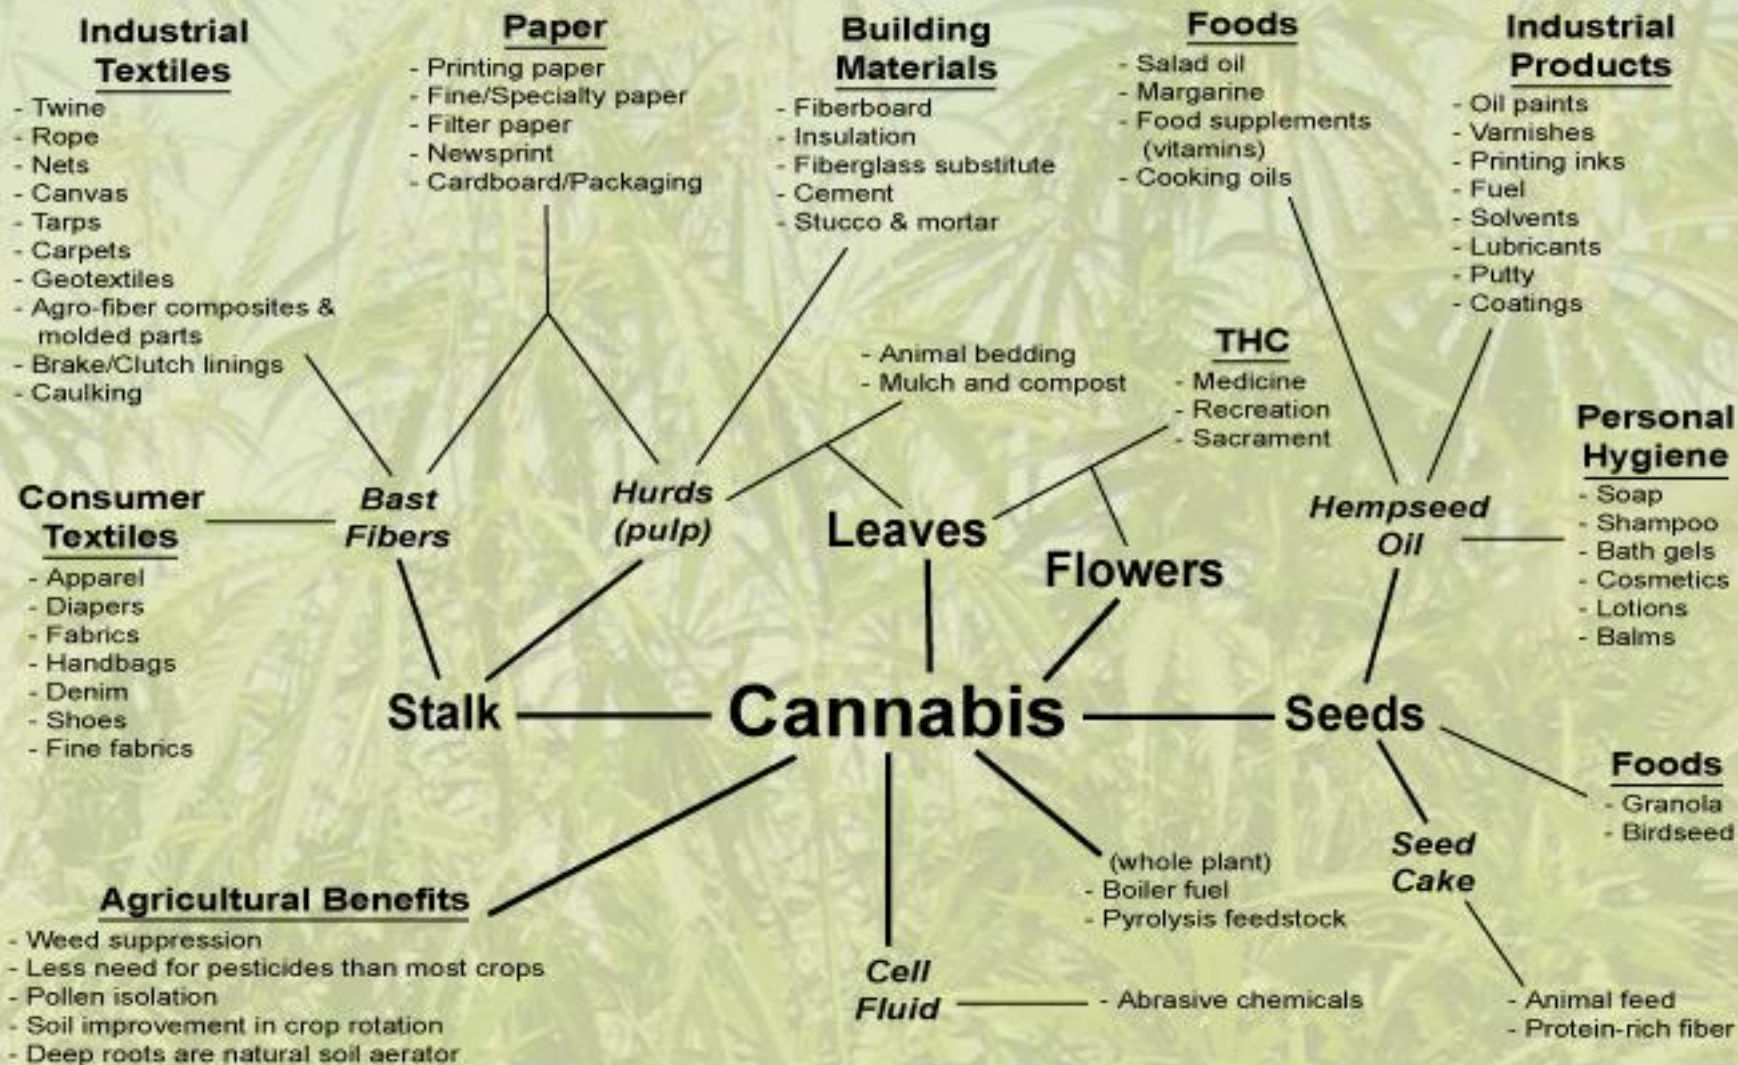 Industrial
Textiles
- Twine
- Rope
- Nets
- Canvas
- Tarps
- Carpets
- Geotextiles
- Agro-fiber composites &
molded parts
- Brake/Clutch linings
- Caulking
Paper
- Printing paper
- Fine/Specialty paper
- Filter paper
- Newsprint
- Cardboard/Packaging
Building
Materials
- Fiberboard
- Insulation
- Fiberglass substitute
- Cement
- Stucco & mortar
Foods
- Salad oil
- Margarine
- Food supplements
(vitamins)
- Cooking oils
Industrial
Products
- Oil paints
- Varnishes
- Printing inks
- Fuel
- Solvents
- Lubricants
- Putty
- Coatings
- Animal bedding
- Mulch and compost
THC
- Medicine
- Recreation
- Sacrament
Personal
Hygiene
- Soap
- Shampoo
- Bath gels
- Cosmetics
- Lotions
- Balms
Consumer
Textiles
- Apparel
- Diapers
- Fabrics
- Handbags
- Denim
- Shoes
- Fine fabrics
Bast
Fibers
Hurds
(pulp)
Leaves
Flowers
Hempseed
Oil
Stalk
Cannabis
Seeds
Foods
- Granola
- Birdseed
Seed
Cake
(whole plant)
- Boiler fuel
- Pyrolysis feedstock
Agricultural Benefits
- Weed suppression
- Less need for pesticides than most crops
- Pollen isolation
- Soil improvement in crop rotation
- Deep roots are natural soil aerator
Cell
Fluid
- Abrasive chemicals
- Animal feed
- Protein-rich fiber